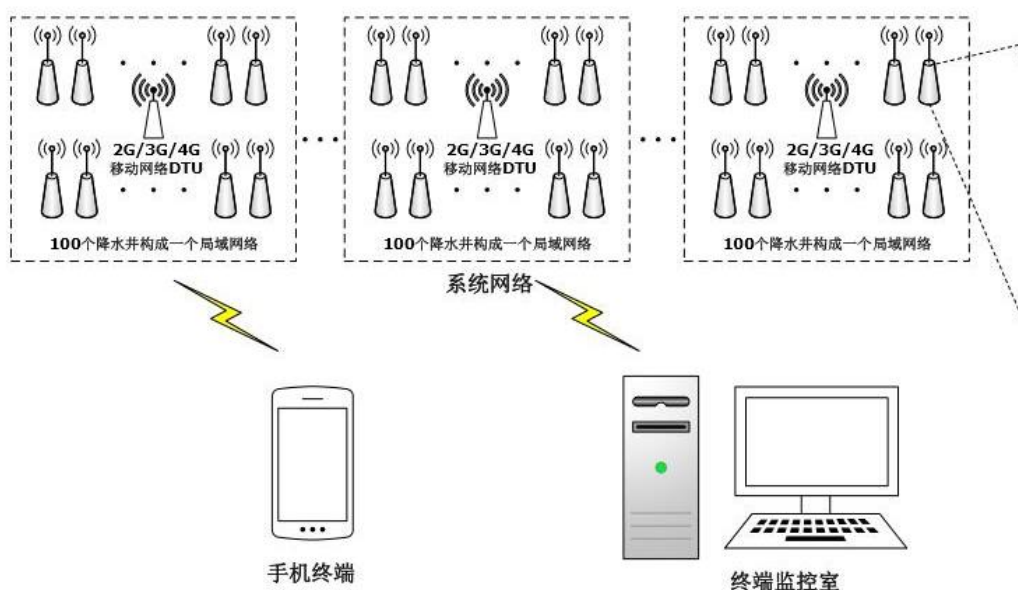 2G/3G/4G
移动网络DTU
100个降水井构成一个局域网络
2G/3G/4G
移动网络DTU
100个降水井构成一个局域网络
2G/3G/4G
移动网络DTU
100个降水井构成一个局域网络
系统网络
手机终端
终端监控室